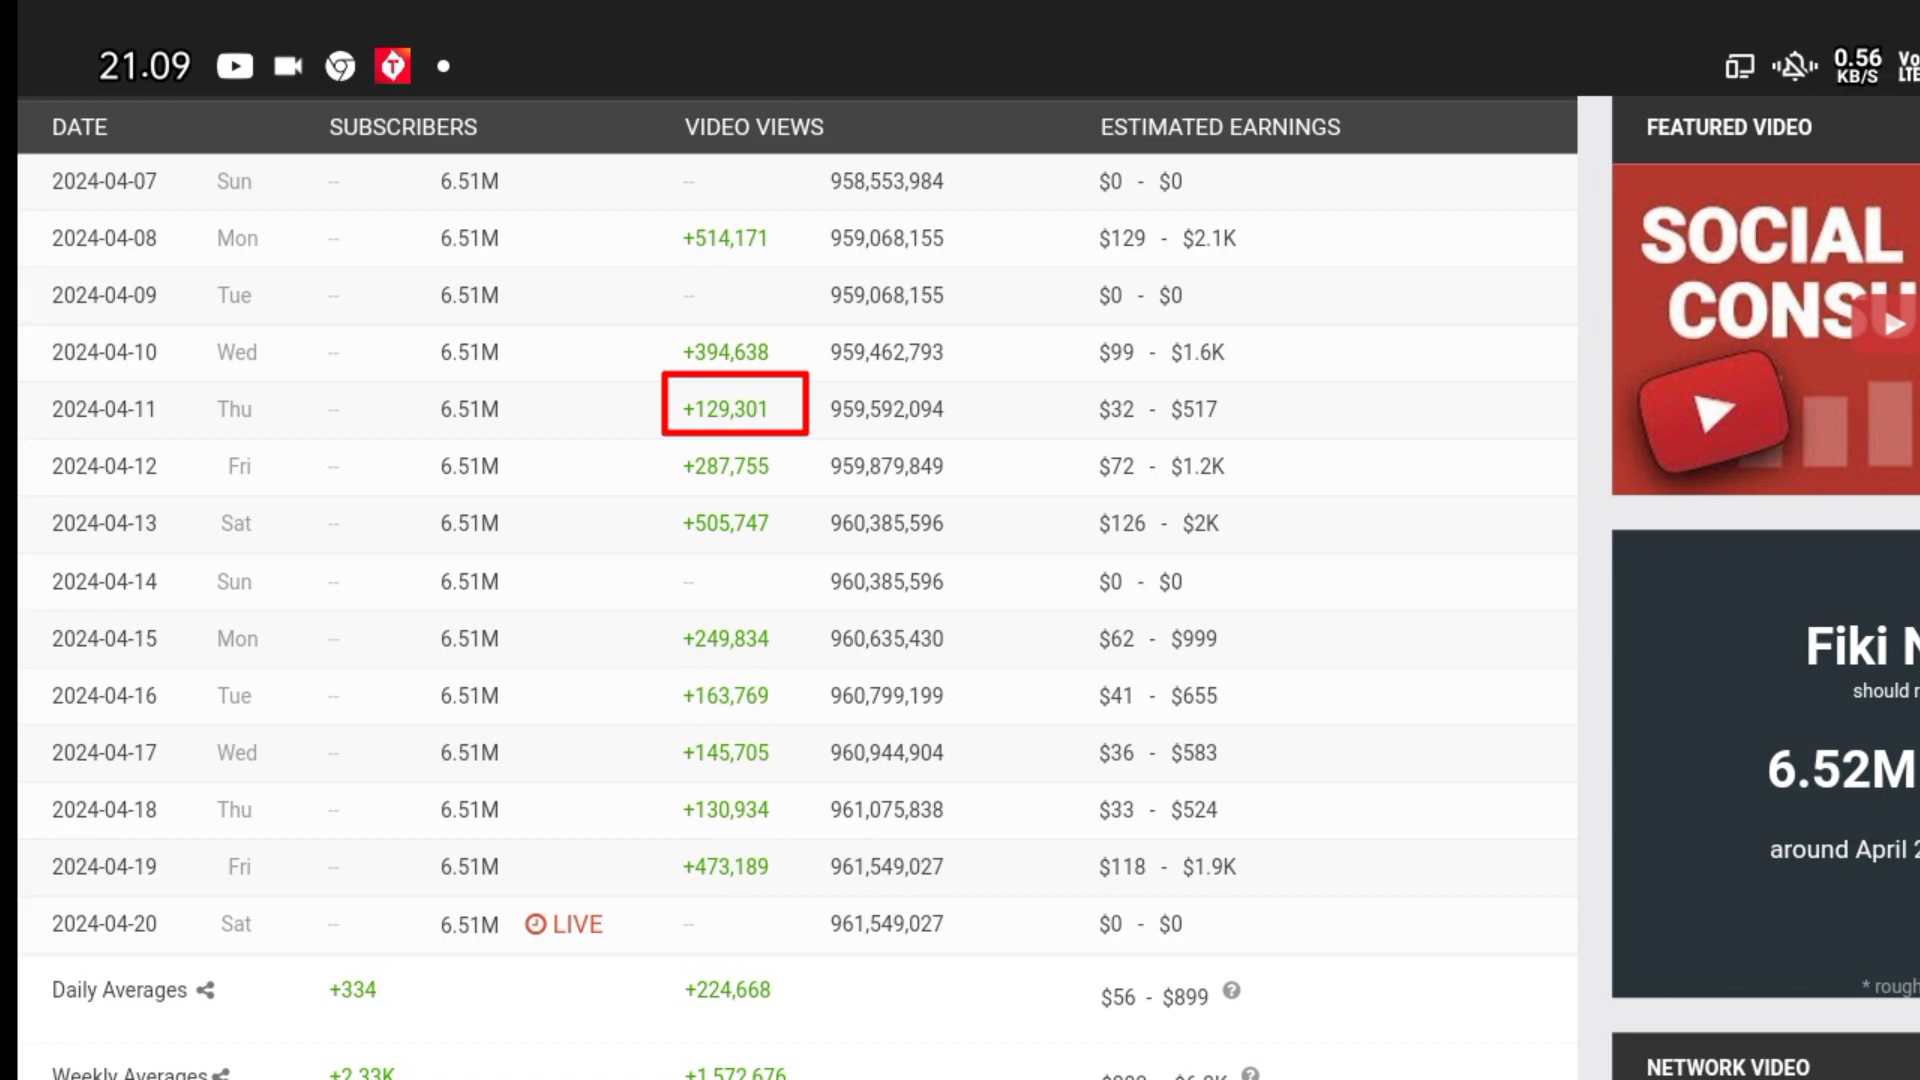 21.09
0.56 KB/S Vo LTE
DATE SUBSCRIBERS VIDEO VIEWS ESTIMATED EARNINGS
2024-04-07 Sun -- 6.51M -- 958,553,984 $0 - $0
2024-04-08 Mon -- 6.51M +514,171 959,068,155 $129 - $2.1K
2024-04-09 Tue -- 6.51M -- 959,068,155 $0 - $0
2024-04-10 Wed -- 6.51M +394,638 959,462,793 $99 - $1.6K
2024-04-11 Thu -- 6.51M +129,301 959,592,094 $32 - $517
2024-04-12 Fri -- 6.51M +287,755 959,879,849 $72 - $1.2K
2024-04-13 Sat -- 6.51M +505,747 960,385,596 $126 - $2K
2024-04-14 Sun -- 6.51M -- 960,385,596 $0 - $0
2024-04-15 Mon -- 6.51M +249,834 960,635,430 $62 - $999
2024-04-16 Tue -- 6.51M +163,769 960,799,199 $41 - $655
2024-04-17 Wed -- 6.51M +145,705 960,944,904 $36 - $583
2024-04-18 Thu -- 6.51M +130,934 961,075,838 $33 - $524
2024-04-19 Fri -- 6.51M +473,189 961,549,027 $118 - $1.9K
2024-04-20 Sat -- 6.51M LIVE -- 961,549,027 $0 - $0
Daily Averages +334 +224,668 $56 - $899
Weekly Averages +2.33K +1,572,676
FEATURED VIDEO
SOCIAL
CONSU
Fiki N
should r
6.52M
around April 2
* rough
NETWORK VIDEO